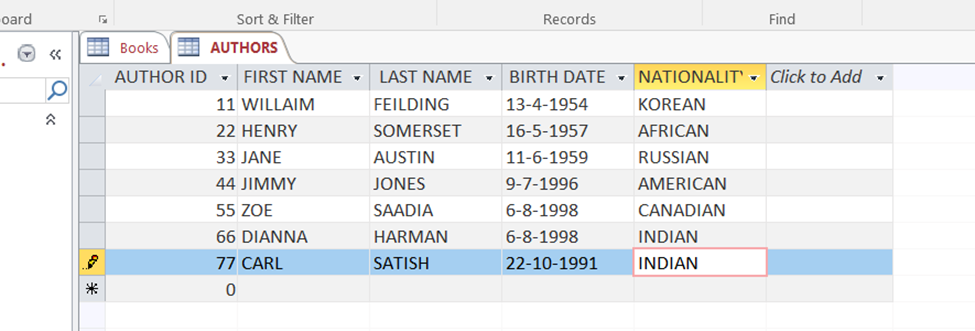 oard Sort & Filter Records Find
Books AUTHORS
AUTHOR ID FIRST NAME LAST NAME BIRTH DATE NATIONALITY Click to Add
11 WILLAIM FEILDING 13-4-1954 KOREAN
22 HENRY SOMERSET 16-5-1957 AFRICAN
33 JANE AUSTIN 11-6-1959 RUSSIAN
44 JIMMY JONES 9-7-1996 AMERICAN
55 ZOE SAADIA 6-8-1998 CANADIAN
66 DIANNA HARMAN 6-8-1998 INDIAN
77 CARL SATISH 22-10-1991 INDIAN
0